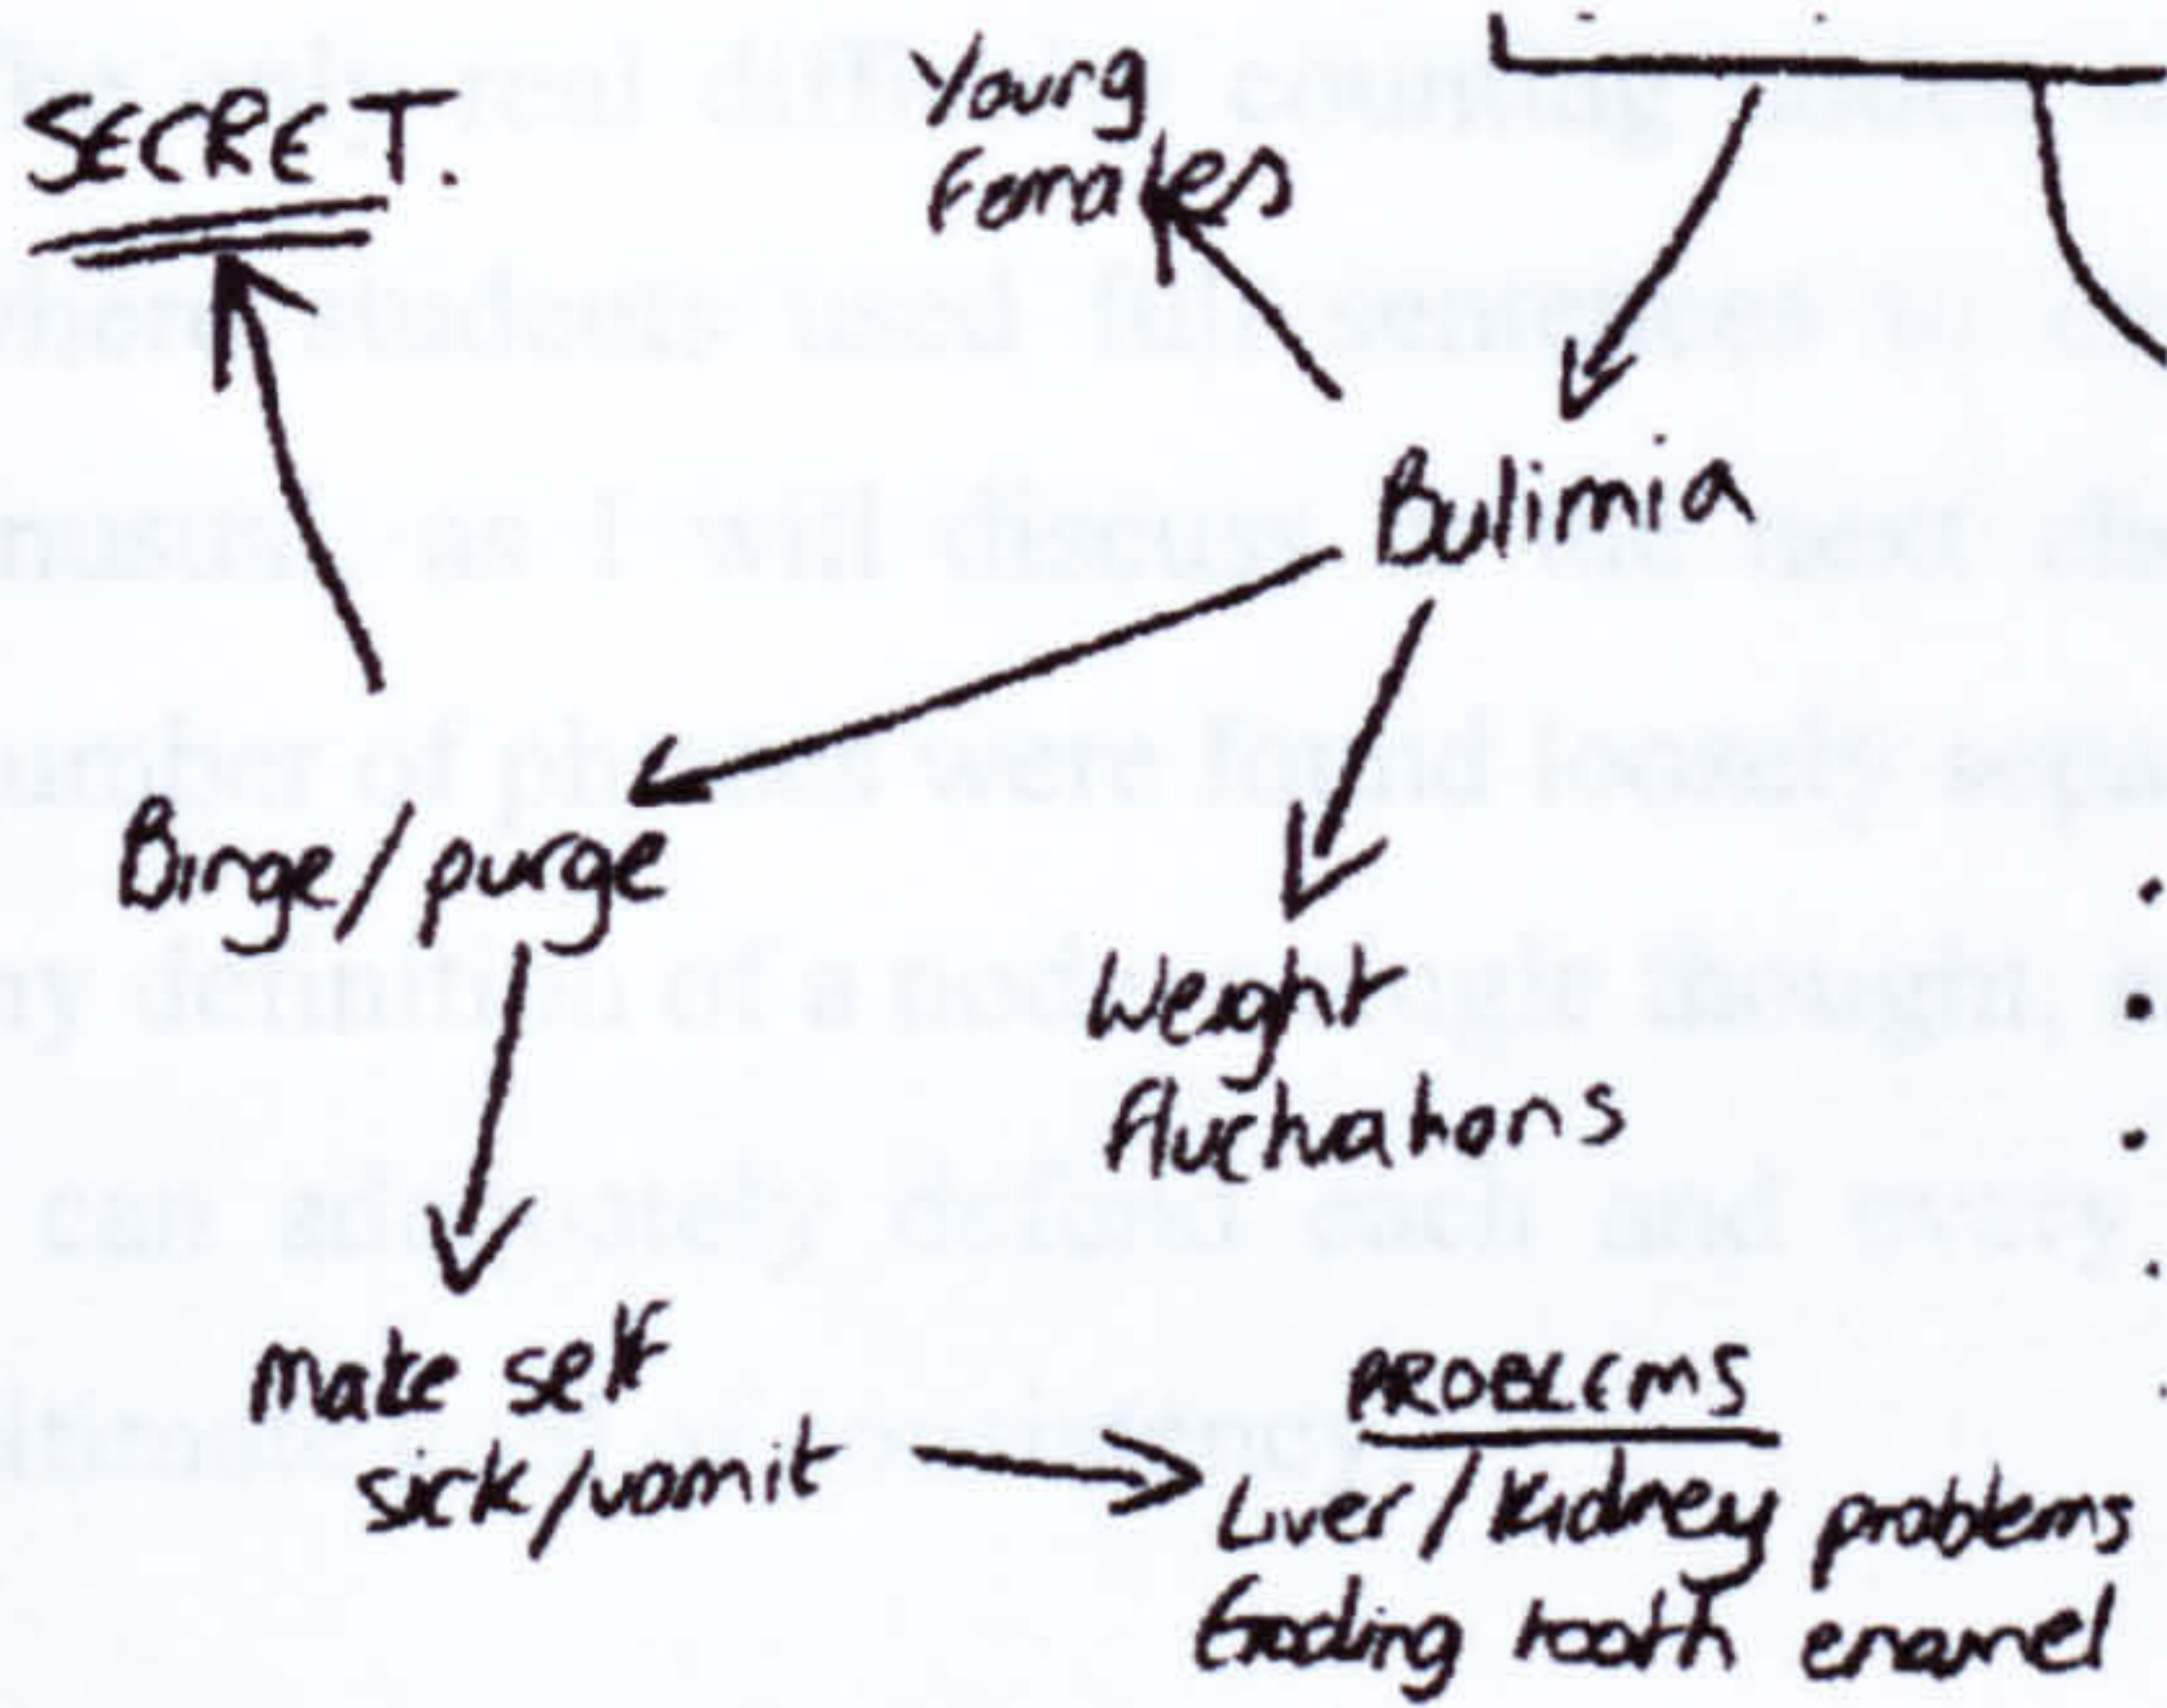 SECRET.
Young
Females
Bulimia
Binge/purge
Weight
fluctuations
Make self
sick/vomit
PROBLEMS
Liver/Kidney problems
Eroding tooth enamel